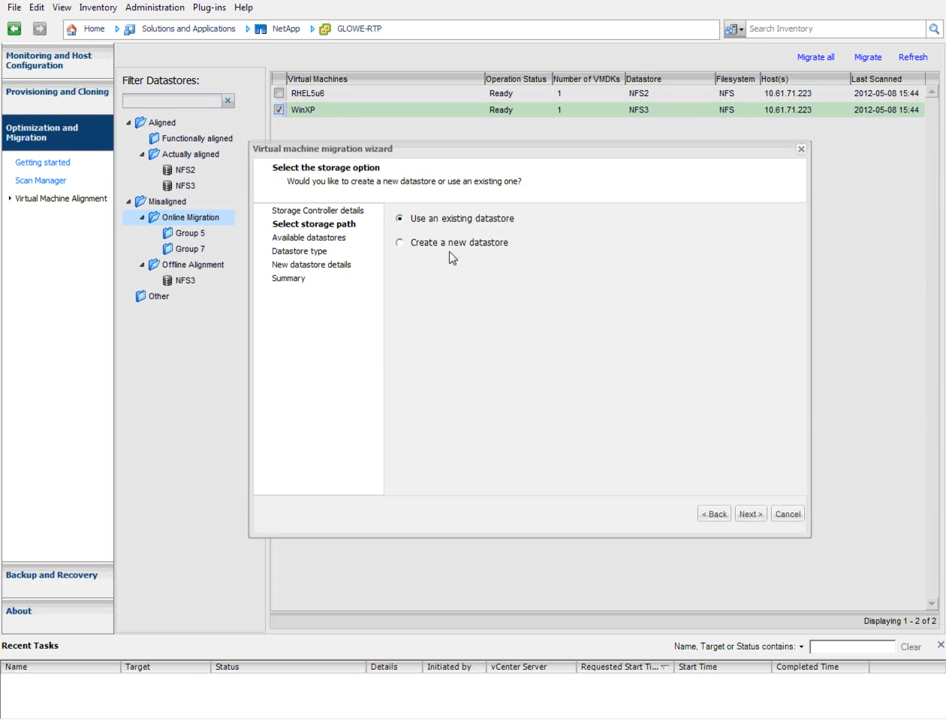 File Edit View Inventory Administration Plug-ins Help
Home Solutions and Applications NetApp GLOWE-RTP Search Inventory
Monitoring and Host
Configuration
Provisioning and Cloning
Optimization and
Migration
Getting started
Scan Manager
Virtual Machine Alignment
Backup and Recovery
About
Filter Datastores:
Aligned
Functionally aligned
Actually aligned
NFS2
NFS3
Misaligned
Online Migration
Group 5
Group 7
Offline Alignment
NFS3
Other
Migrate all Migrate Refresh
Virtual Machines Operation Status Number of VMDKs Datastore Filesystem Host(s) Last Scanned
RHEL5u6 Ready 1 NFS2 NFS 10.61.71.223 2012-05-08 15:44
WinXP Ready 1 NFS3 NFS 10.61.71.223 2012-05-08 15:44
Virtual machine migration wizard
Select the storage option
Would you like to create a new datastore or use an existing one?
Storage Controller details
Select storage path
Available datastores
Datastore type
New datastore details
Summary
Use an existing datastore
Create a new datastore
< Back Next > Cancel
Displaying 1 - 2 of 2
Recent Tasks Name, Target or Status contains: Clear
Name Target Status Details Initiated by vCenter Server Requested Start Ti... Start Time Completed Time